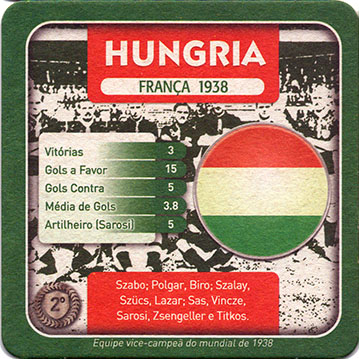 HUNGRIA
FRANÇA 1938
Vitórias 3
Gols a Favor 15
Gols Contra 5
Média de Gols 3.8
Artilheiro (Sarosi) 5
Szabo; Polgar, Biro; Szalay,
Szücs, Lazar; Sas, Vincze,
Sarosi, Zsengeller e Titkos.
2º
Equipe vice-campeã do mundial de 1938